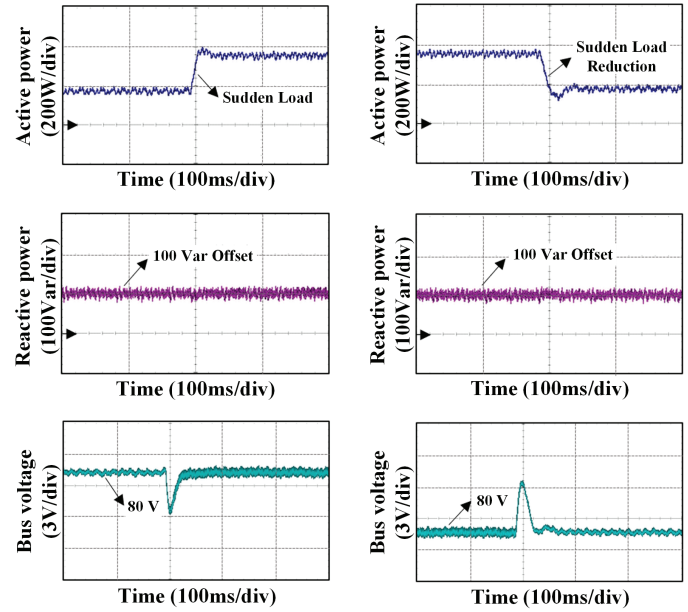 Active power
(200W/div)
Sudden Load
Time (100ms/div)
Active power
(200W/div)
Sudden Load
Reduction
Time (100ms/div)
Reactive power
(100Var/div)
100 Var Offset
Time (100ms/div)
Reactive power
(100Var/div)
100 Var Offset
Time (100ms/div)
Bus voltage
(3V/div)
80 V
Time (100ms/div)
Bus voltage
(3V/div)
80 V
Time (100ms/div)